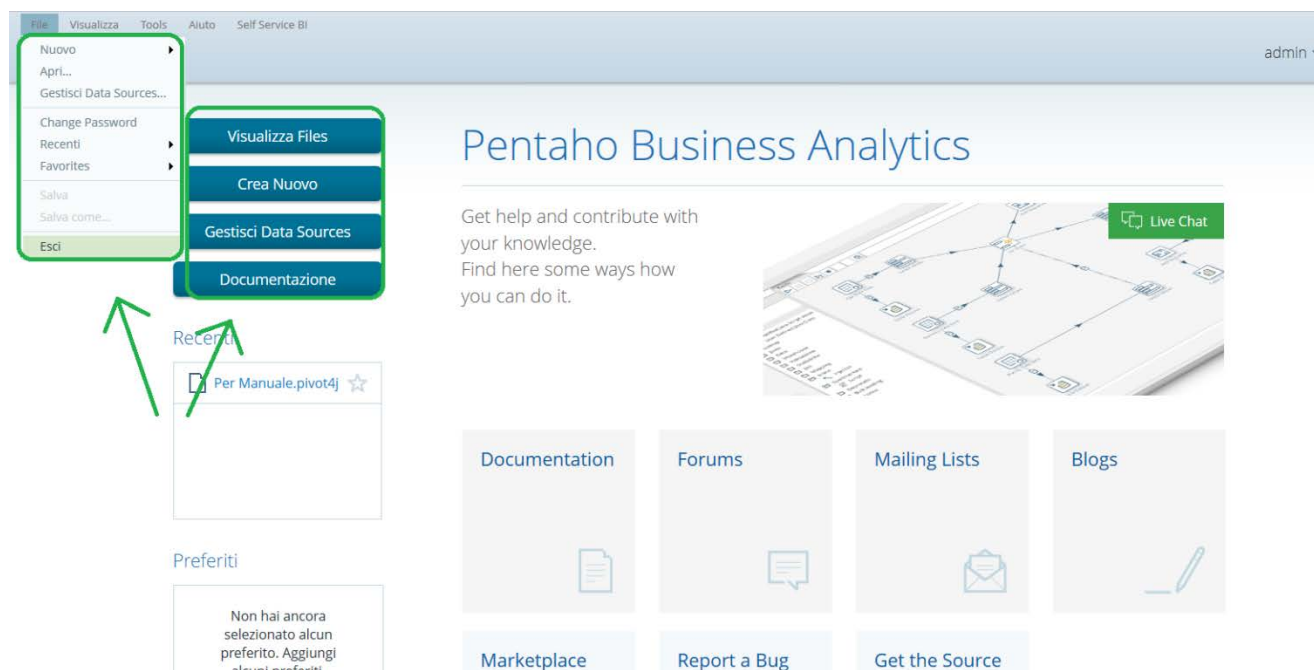 File Visualizza Tools Aiuto Self Service BI
admin
Nuovo
Apri...
Gestisci Data Sources...
Change Password
Recenti
Favorites
Salva
Salva come...
Esci
Visualizza Files
Crea Nuovo
Gestisci Data Sources
Documentazione
Recenti
Per Manuale.pivot4j
Preferiti
Non hai ancora
selezionato alcun
preferito. Aggiungi
alcuni preferiti
Pentaho Business Analytics
Get help and contribute with
your knowledge.
Find here some ways how
you can do it.
Live Chat
Documentation
Forums
Mailing Lists
Blogs
Marketplace
Report a Bug
Get the Source